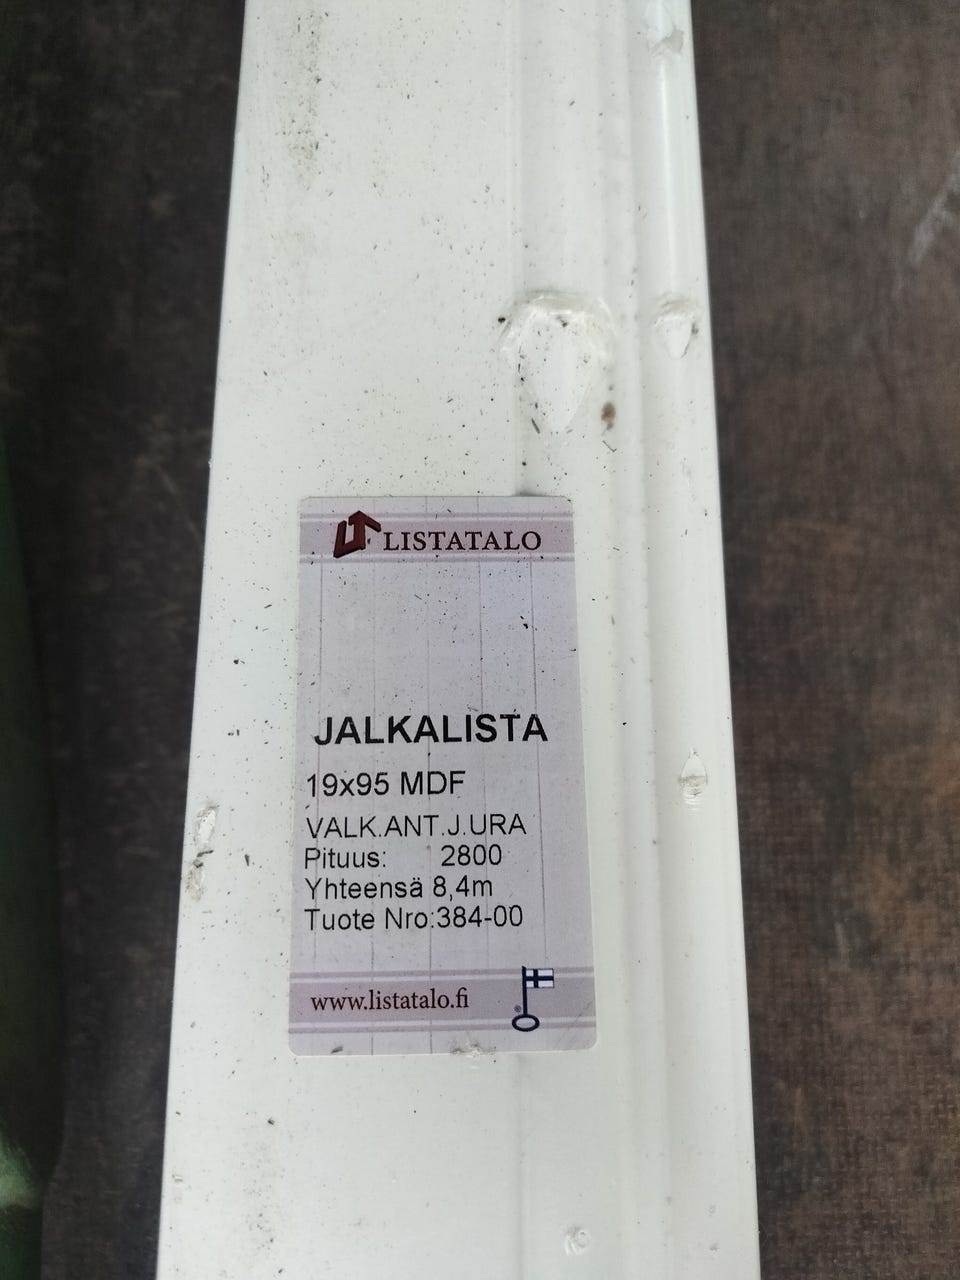 LISTATALO
JALKALISTA
19x95 MDF
VALK.ANT.J.URA
Pituus: 2800
Yhteensä 8,4m
Tuote Nro:384-00
www.listatalo.fi